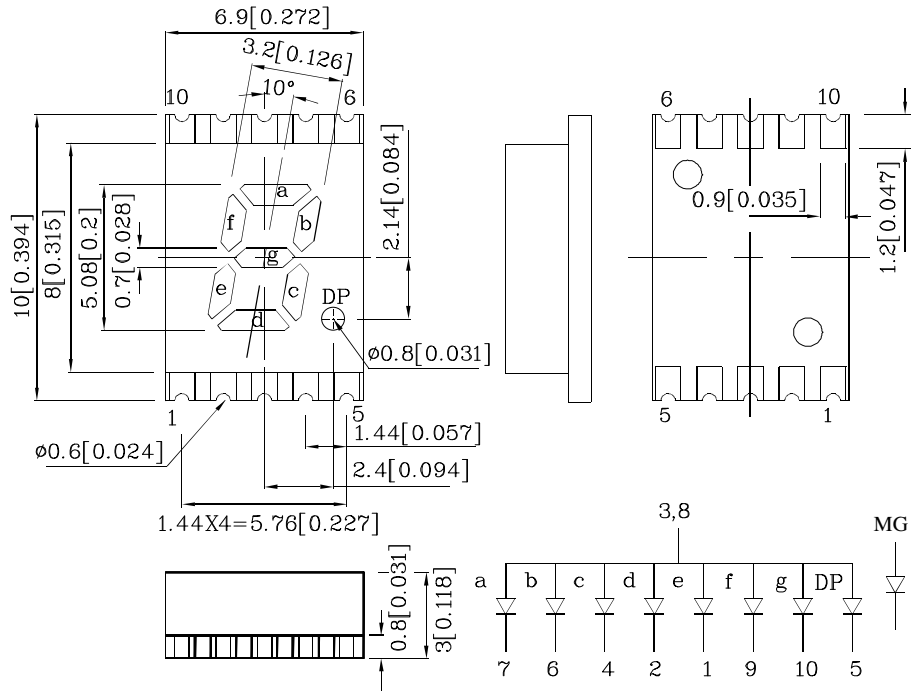 6.9[0.272]
3.2[0.126]
10°
10 6
a
f b
g
e c
d
DP
10[0.394]
8[0.315]
5.08[0.2]
0.7[0.028]
2.14[0.084]
ø0.8[0.031]
1 5
ø0.6[0.024]
1.44[0.057]
2.4[0.094]
1.44X4=5.76[0.227]
6 10
0.9[0.035]
1.2[0.047]
5 1
0.8[0.031]
3[0.118]
3,8
MG
a b c d e f g DP
7 6 4 2 1 9 10 5